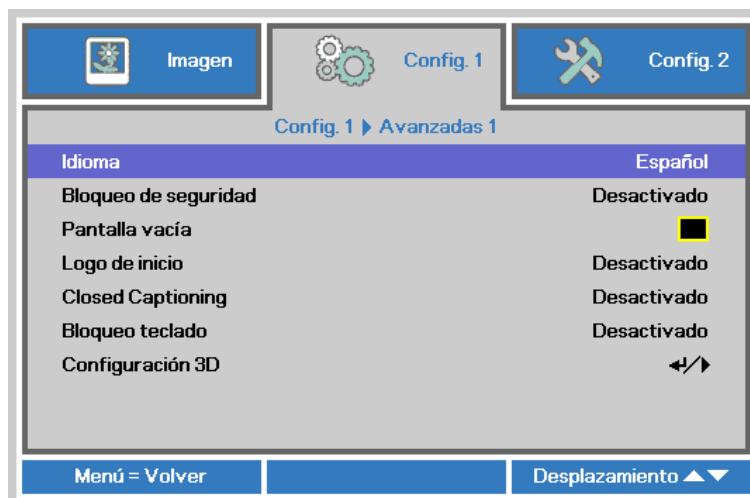 Imagen
Config. 1
Config. 2
Config. 1 Avanzadas 1
Idioma Español
Bloqueo de seguridad Desactivado
Pantalla vacía
Logo de inicio Desactivado
Closed Captioning Desactivado
Bloqueo teclado Desactivado
Configuración 3D
Menú = Volver
Desplazamiento